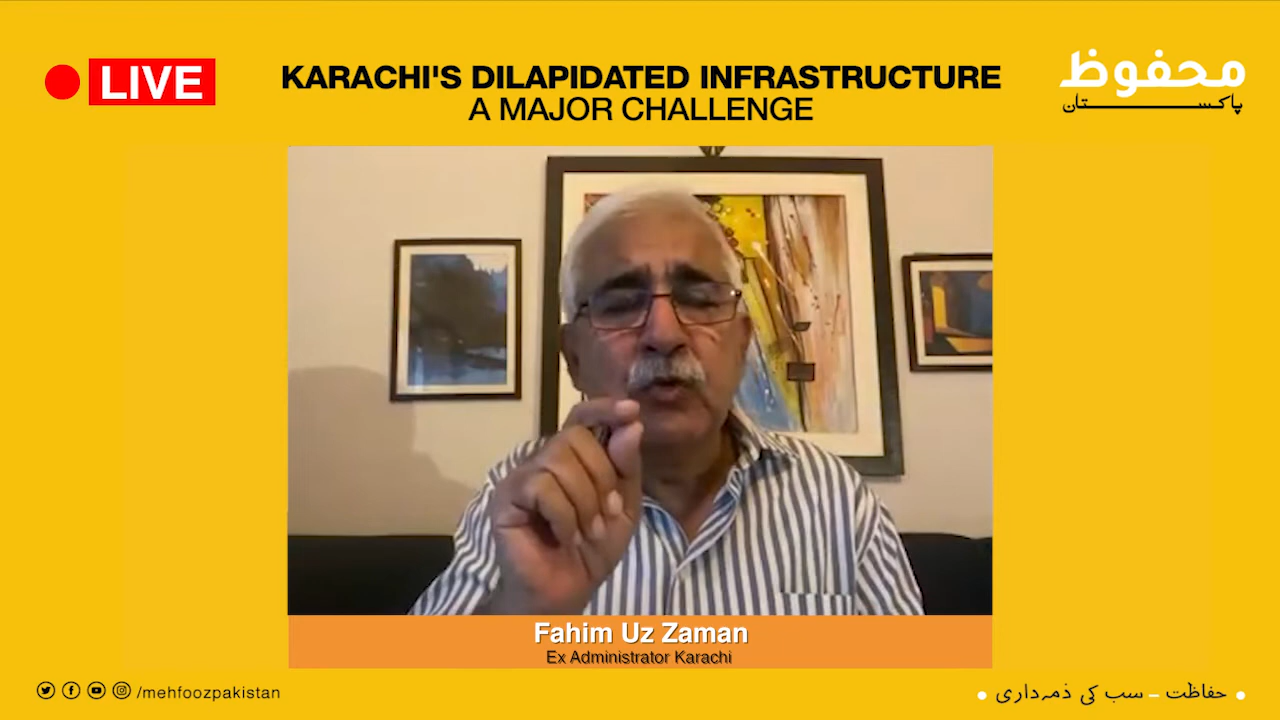 LIVE
KARACHI'S DILAPIDATED INFRASTRUCTURE
A MAJOR CHALLENGE
محفوظ
پاکستان
Fahim Uz Zaman
Ex Administrator Karachi
/mehfoozpakistan
• حفاظت - سب کی ذمہ داری •